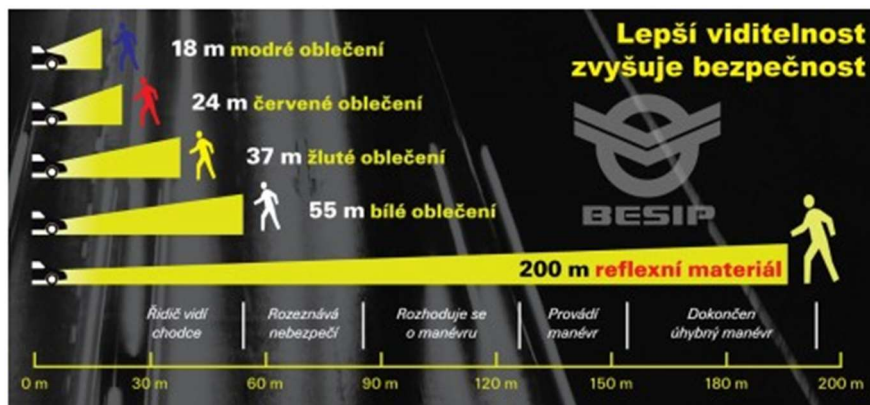 Lepší viditelnost
zvyšuje bezpečnost
18 m modré oblečení
24 m červené oblečení
37 m žluté oblečení
55 m bílé oblečení
BESIP
200 m reflexní materiál
Řidič vidí
chodce
Rozeznává
nebezpečí
Rozhoduje se
o manévru
Provádí
manévr
Dokončen
úhybný manévr
0 m 30 m 60 m 90 m 120 m 150 m 180 m 200 m